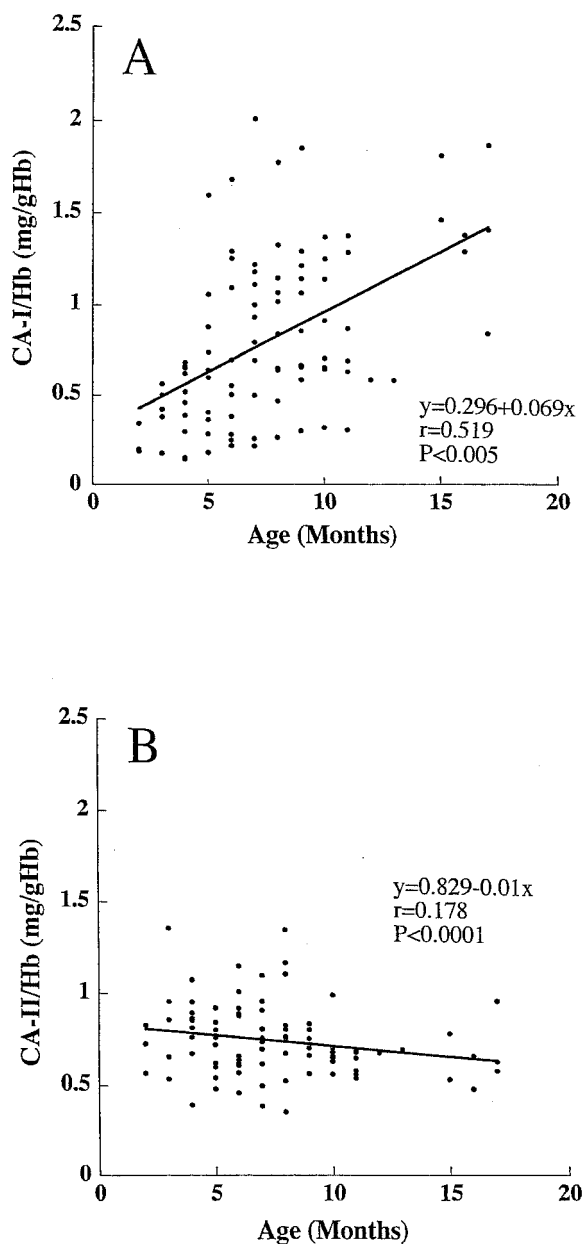 2.5
A
2
1.5
1
0.5
0
CA-I/Hb (mg/gHb)
y=0.296+0.069x
r=0.519
P<0.005
0 5 10 15 20
Age (Months)
2.5
B
2
1.5
1
0.5
0
CA-II/Hb (mg/gHb)
y=0.829-0.01x
r=0.178
P<0.0001
0 5 10 15 20
Age (Months)